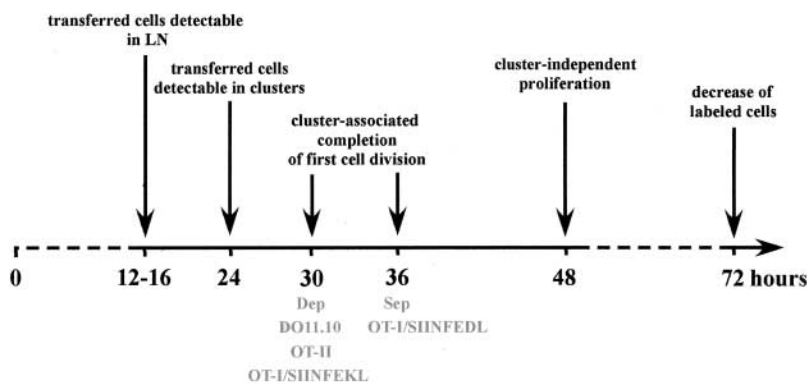 transferred cells detectable
in LN
transferred cells
detectable in clusters
cluster-associated
completion
of first cell division
cluster-independent
proliferation
decrease of
labeled cells
0 12-16 24 30 36 48 72 hours
Dep Sep
DO11.10 OT-I/SIINFEDL
OT-II
OT-I/SIINFEKL